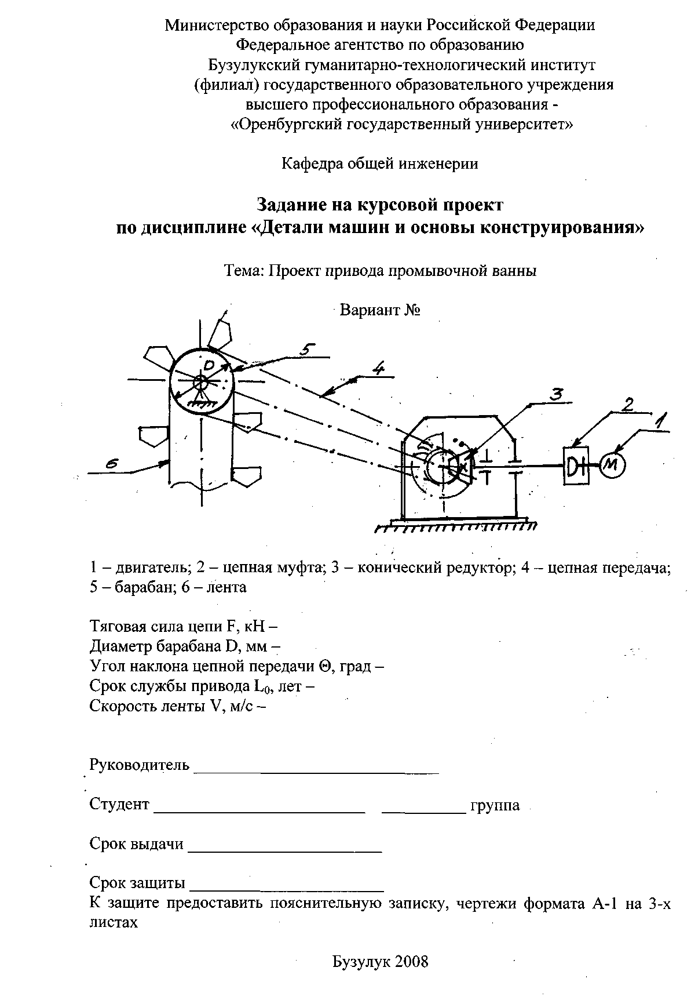 Министерство образования и науки Российской Федерации
Федеральное агентство по образованию
Бузулукский гуманитарно-технологический институт
(филиал) государственного образовательного учреждения
высшего профессионального образования -
«Оренбургский государственный университет»
Кафедра общей инженерии
Задание на курсовой проект
по дисциплине «Детали машин и основы конструирования»
Тема: Проект привода промывочной ванны
Вариант №
5
D
4
3
2
1
6
М
1 – двигатель; 2 – цепная муфта; 3 – конический редуктор; 4 – цепная передача;
5 – барабан; 6 – лента
Тяговая сила цепи F, кН –
Диаметр барабана D, мм –
Угол наклона цепной передачи Θ, град –
Срок службы привода L₀, лет –
Скорость ленты V, м/с –
Руководитель
Студент группа
Срок выдачи
Срок защиты
К защите предоставить пояснительную записку, чертежи формата А-1 на 3-х
листах
Бузулук 2008